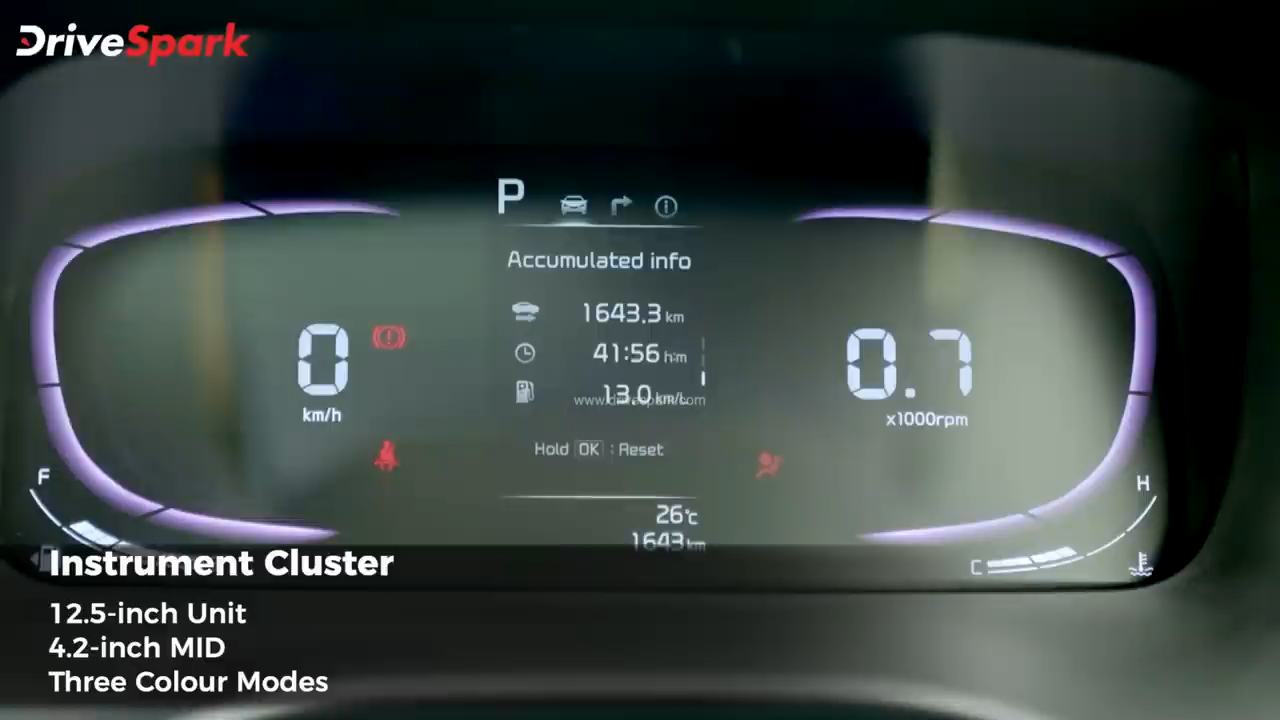 DriveSpark
P
Accumulated info
1643.3 km
41:56 h:m
13.0 km/L
www.drivespark.com
Hold OK : Reset
26°C
1643 km
0
km/h
0.7
x1000rpm
F
H
C
Instrument Cluster
12.5-inch Unit
4.2-inch MID
Three Colour Modes